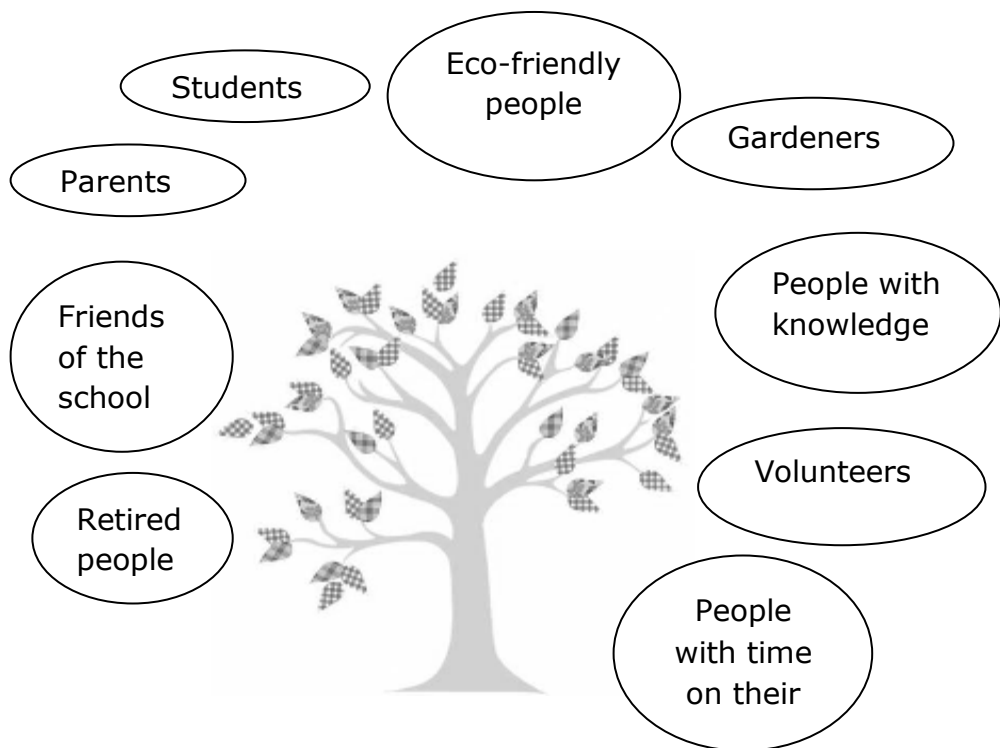 Eco-friendly
people
Students
Gardeners
Parents
People with
knowledge
Friends
of the
school
Volunteers
Retired
people
People
with time
on their